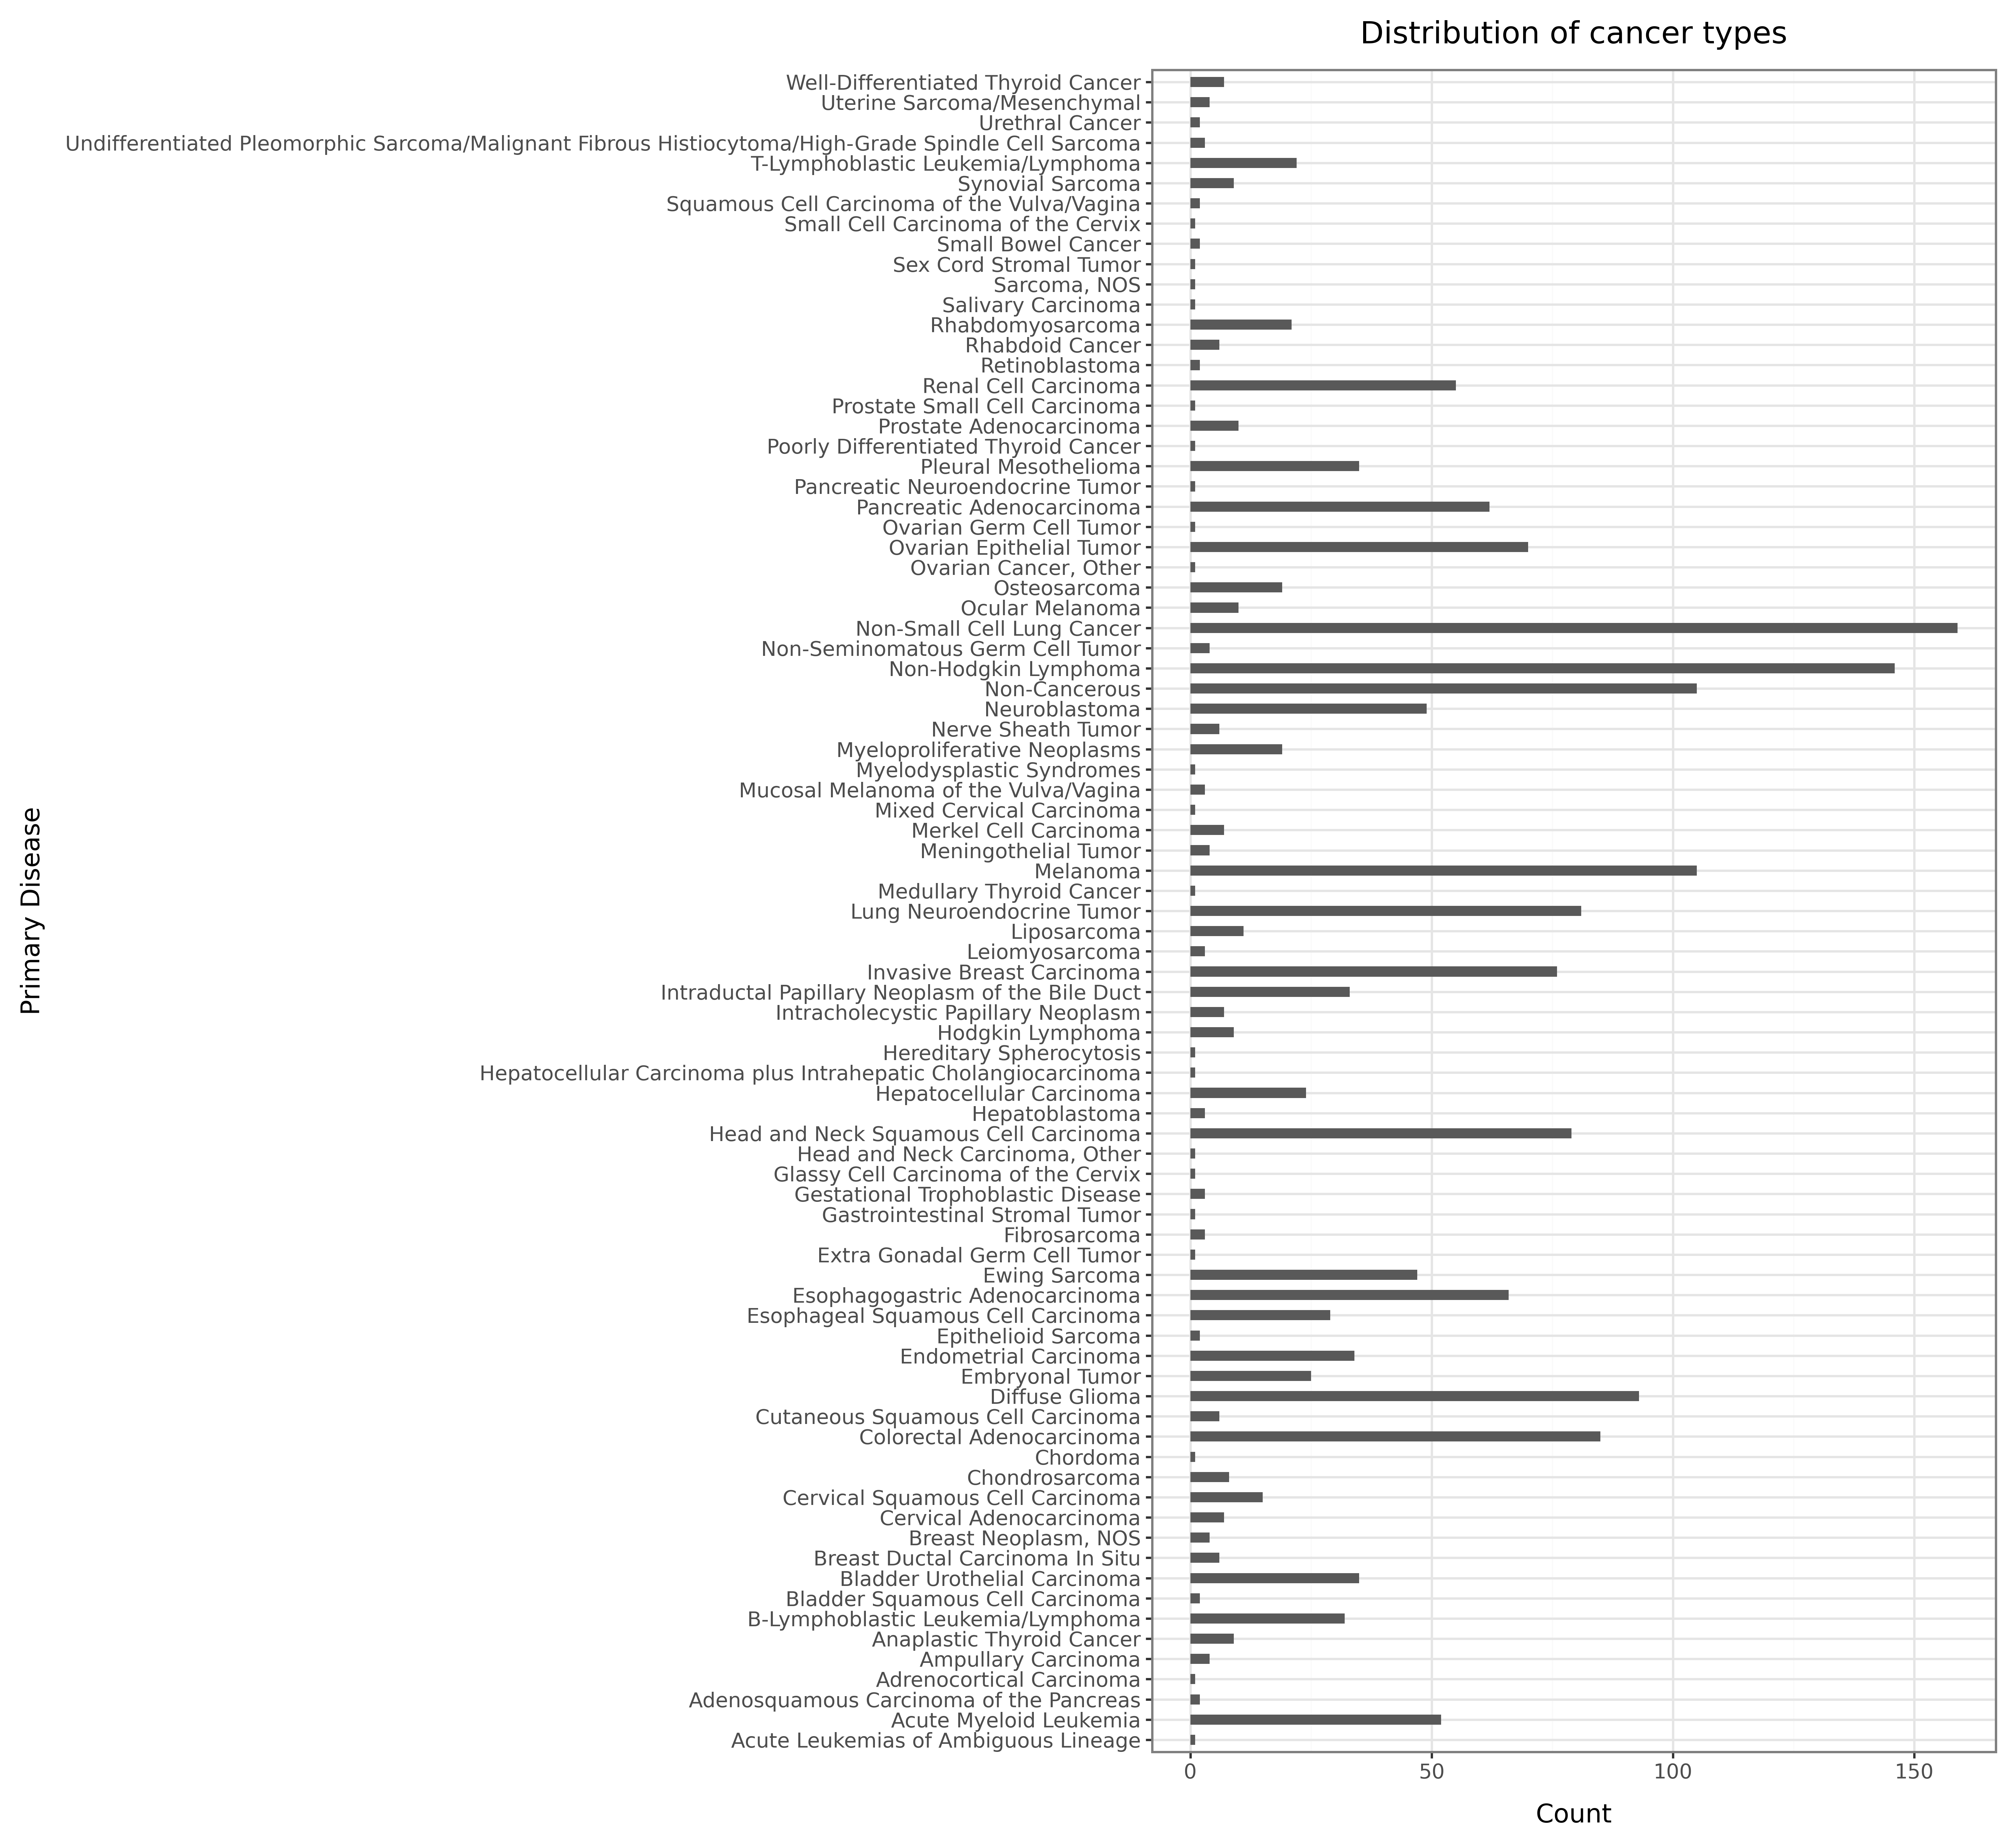 Distribution of cancer types
Well-Differentiated Thyroid Cancer
Uterine Sarcoma/Mesenchymal
Urethral Cancer
Undifferentiated Pleomorphic Sarcoma/Malignant Fibrous Histiocytoma/High-Grade Spindle Cell Sarcoma
T-Lymphoblastic Leukemia/Lymphoma
Synovial Sarcoma
Squamous Cell Carcinoma of the Vulva/Vagina
Small Cell Carcinoma of the Cervix
Small Bowel Cancer
Sex Cord Stromal Tumor
Sarcoma, NOS
Salivary Carcinoma
Rhabdomyosarcoma
Rhabdoid Cancer
Retinoblastoma
Renal Cell Carcinoma
Prostate Small Cell Carcinoma
Prostate Adenocarcinoma
Poorly Differentiated Thyroid Cancer
Pleural Mesothelioma
Pancreatic Neuroendocrine Tumor
Pancreatic Adenocarcinoma
Ovarian Germ Cell Tumor
Ovarian Epithelial Tumor
Ovarian Cancer, Other
Osteosarcoma
Ocular Melanoma
Non-Small Cell Lung Cancer
Non-Seminomatous Germ Cell Tumor
Non-Hodgkin Lymphoma
Non-Cancerous
Neuroblastoma
Nerve Sheath Tumor
Myeloproliferative Neoplasms
Myelodysplastic Syndromes
Mucosal Melanoma of the Vulva/Vagina
Mixed Cervical Carcinoma
Merkel Cell Carcinoma
Meningothelial Tumor
Melanoma
Medullary Thyroid Cancer
Lung Neuroendocrine Tumor
Liposarcoma
Leiomyosarcoma
Invasive Breast Carcinoma
Intraductal Papillary Neoplasm of the Bile Duct
Intracholecystic Papillary Neoplasm
Hodgkin Lymphoma
Hereditary Spherocytosis
Hepatocellular Carcinoma plus Intrahepatic Cholangiocarcinoma
Hepatocellular Carcinoma
Hepatoblastoma
Head and Neck Squamous Cell Carcinoma
Head and Neck Carcinoma, Other
Glassy Cell Carcinoma of the Cervix
Gestational Trophoblastic Disease
Gastrointestinal Stromal Tumor
Fibrosarcoma
Extra Gonadal Germ Cell Tumor
Ewing Sarcoma
Esophagogastric Adenocarcinoma
Esophageal Squamous Cell Carcinoma
Epithelioid Sarcoma
Endometrial Carcinoma
Embryonal Tumor
Diffuse Glioma
Cutaneous Squamous Cell Carcinoma
Colorectal Adenocarcinoma
Chordoma
Chondrosarcoma
Cervical Squamous Cell Carcinoma
Cervical Adenocarcinoma
Breast Neoplasm, NOS
Breast Ductal Carcinoma In Situ
Bladder Urothelial Carcinoma
Bladder Squamous Cell Carcinoma
B-Lymphoblastic Leukemia/Lymphoma
Anaplastic Thyroid Cancer
Ampullary Carcinoma
Adrenocortical Carcinoma
Adenosquamous Carcinoma of the Pancreas
Acute Myeloid Leukemia
Acute Leukemias of Ambiguous Lineage
Primary Disease
0 50 100 150
Count